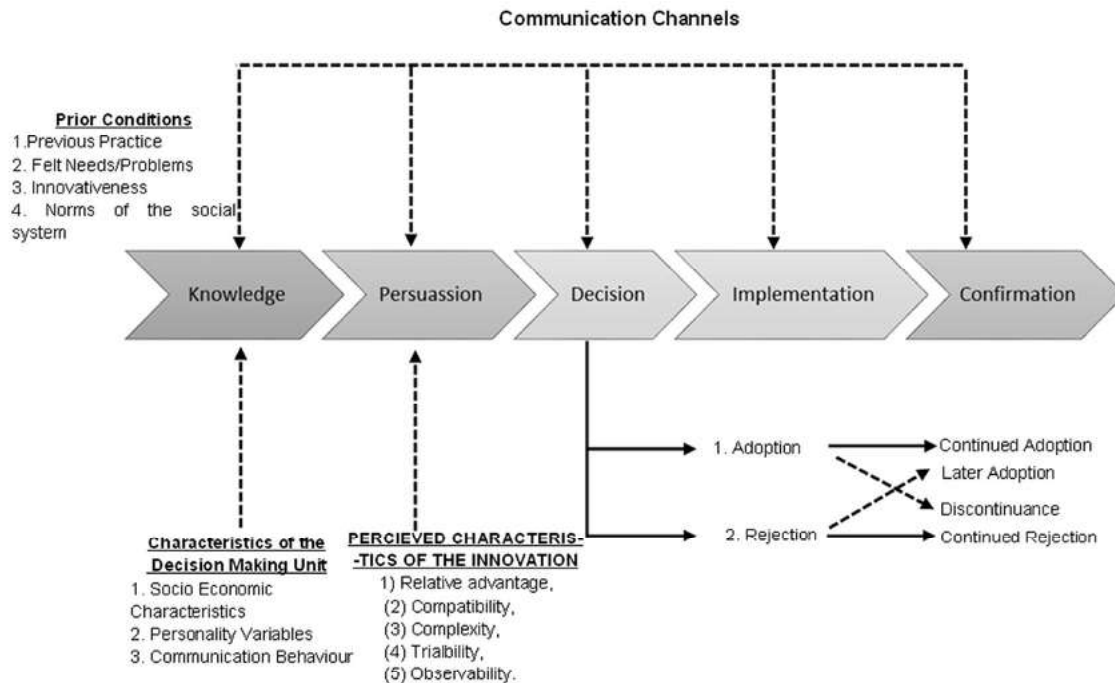 Communication Channels
Prior Conditions
1.Previous Practice
2. Felt Needs/Problems
3. Innovativeness
4. Norms of the social
system
Knowledge
Persuassion
Decision
Implementation
Confirmation
1. Adoption
Continued Adoption
Later Adoption
Discontinuance
2. Rejection
Continued Rejection
Characteristics of the
Decision Making Unit
1. Socio Economic
Characteristics
2. Personality Variables
3. Communication Behaviour
PERCIEVED CHARACTERIS-
-TICS OF THE INNOVATION
1) Relative advantage,
(2) Compatibility,
(3) Complexity,
(4) Trialbility,
(5) Observability.